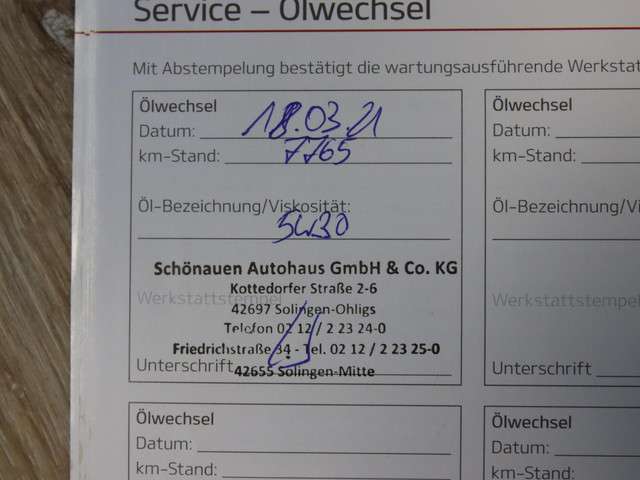 Service – Ölwechsel
Mit Abstempelung bestätigt die wartungsausführende Werkstat
Ölwechsel
Datum: 18.03.21
km-Stand: 7765
Öl-Bezeichnung/Viskosität:
5W30
Werkstattstempel
Schönauen Autohaus GmbH & Co. KG
Kottedorfer Straße 2-6
42697 Solingen-Ohligs
Telefon 02 12 / 2 23 24-0
Friedrichstraße 84 - Tel. 02 12 / 2 23 25-0
42655 Solingen-Mitte
Unterschrift
Ölwechsel
Datum:
km-Stand:
Öl-Bezeichnung/Vi
Werkstattstempel
Unterschrift
Ölwechsel
Datum:
km-Stand:
Ölwechsel
Datum:
km-Stand: